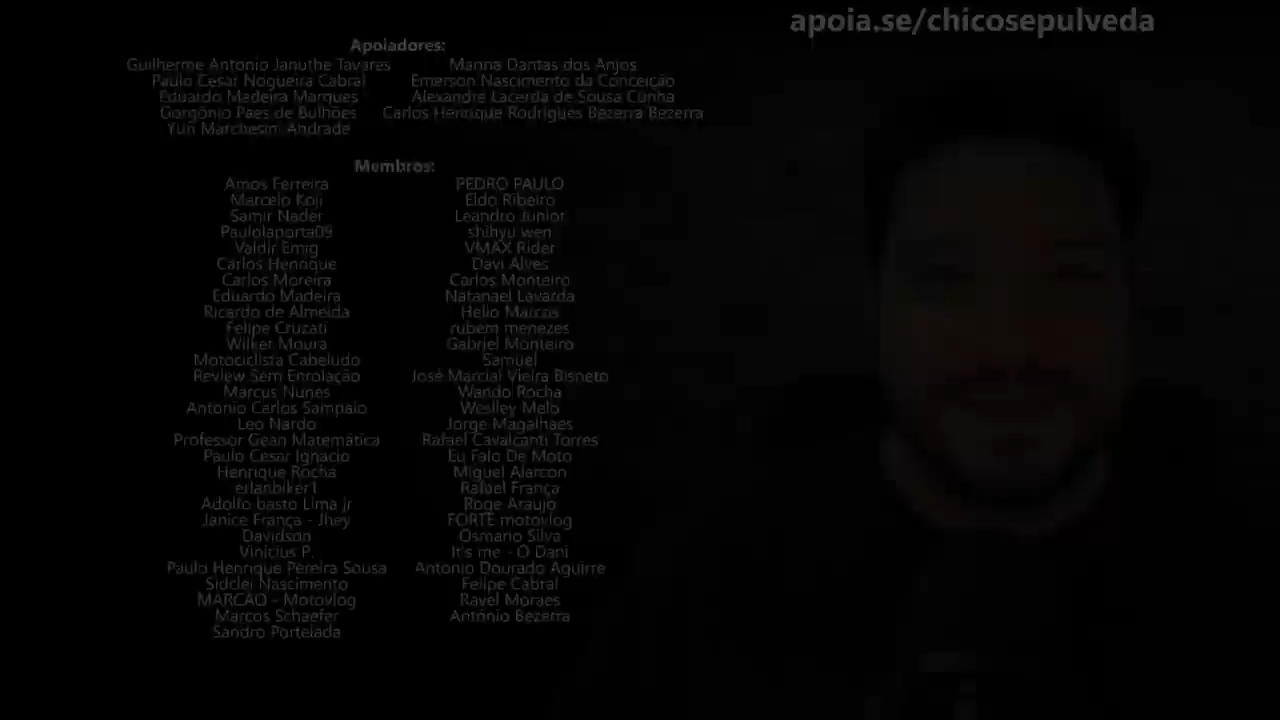 apoia.se/chicosepulveda
Apoiadores:
Guilherme Antonio Januthe Tavares Manna Dantas dos Anjos
Paulo Cesar Nogueira Cabral Emerson Nascimento da Conceição
Eduardo Madeira Marques Alexandre Lacerda de Sousa Cunha
Gorgônio Paes de Bulhões Carlos Henrique Rodrigues Bezerra Bezerra
Yuri Marchesini Andrade
Membros:
Amos Ferreira PEDRO PAULO
Marcelo Koji Eldo Ribeiro
Samir Nader Leandro Junior
Paulolaporta09 shihyu wen
Valdir Emig VMAX Rider
Carlos Henrique Davi Alves
Carlos Moreira Carlos Monteiro
Eduardo Madeira Natanael Lavarda
Ricardo de Almeida Helio Marcos
Felipe Cruzati rubem menezes
Wilker Moura Gabriel Monteiro
Motociclista Cabeludo Samuel
Review Sem Enrolação José Marcial Vieira Bisneto
Marcus Nunes Wando Rocha
Antonio Carlos SampaioWeslley Melo
Leo Nardo Jorge Magalhaes
Professor Gean Matemática Rafael Cavalcanti Torres
Paulo Cesar Ignacio Eu Falo De Moto
Henrique Rocha Miguel Alarcon
erlanbiker1 Rafael França
Adolfo basto Lima jr Roge Araujo
Janice França - Jhey FORTE motovlog
Davidson Osmario Silva
Vinícius P. It's me - O Dani
Paulo Henrique Pereira Sousa Antonio Dourado Aguirre
Sidclei Nascimento Felipe Cabral
MARCÃO - Motovlog Ravel Moraes
Marcos Schaefer Antônio Bezerra
Sandro Portelada